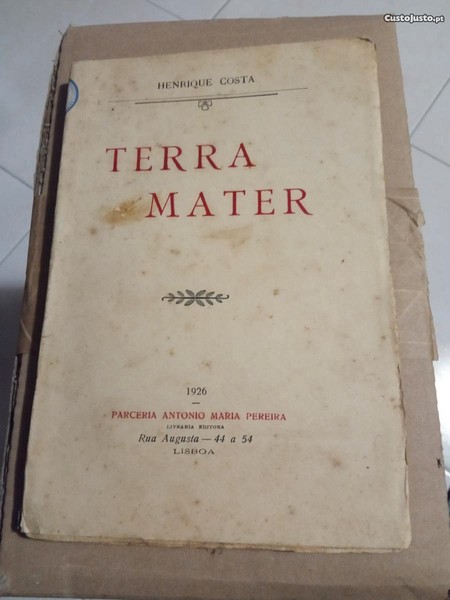 CustoJusto.pt
HENRIQUE COSTA
TERRA
MATER
1926
PARCERIA ANTONIO MARIA PEREIRA
LIVRARIA EDITORA
Rua Augusta — 44 a 54
LISBOA